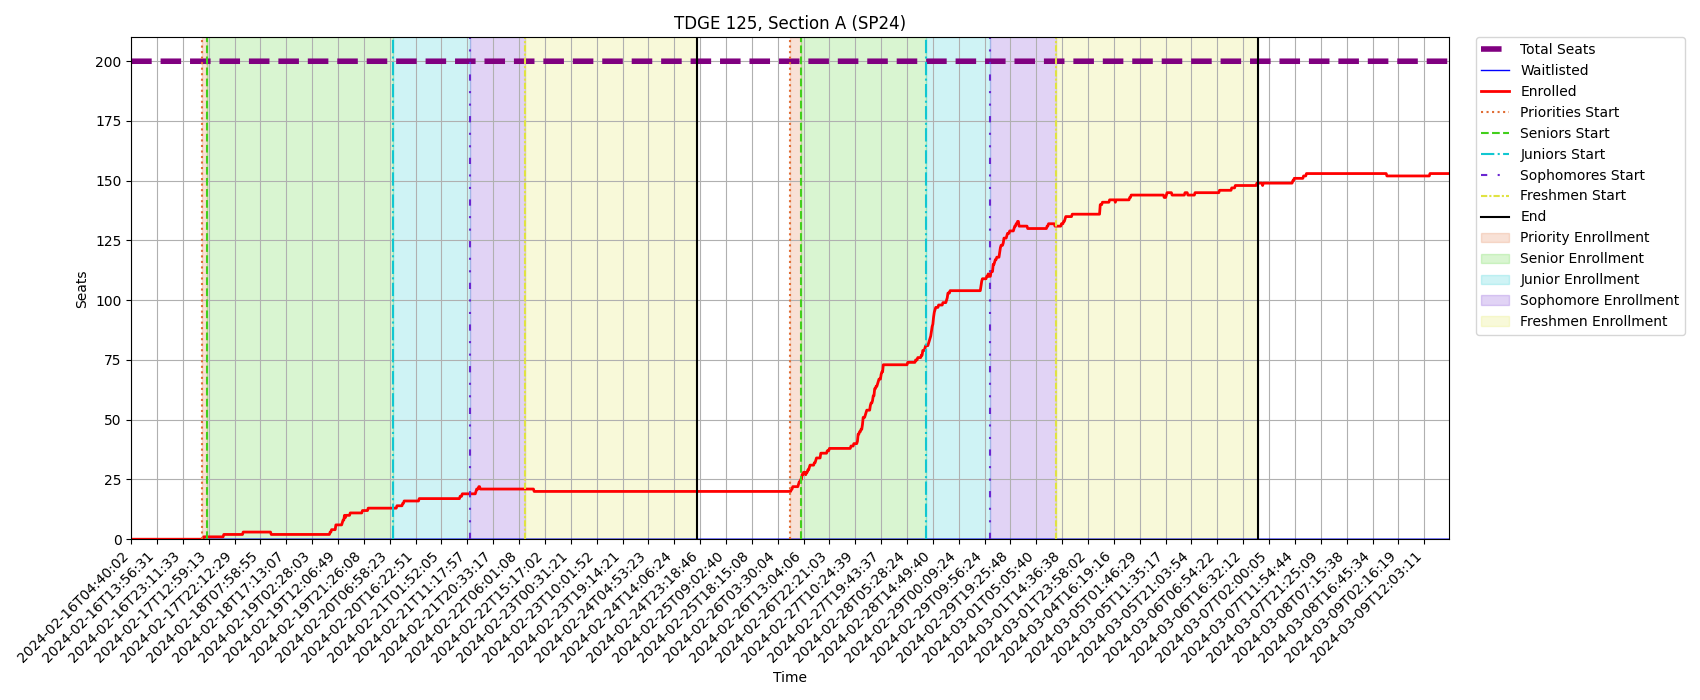 TDGE 125, Section A (SP24)
Seats
200
175
150
125
100
75
50
25
0
2024-02-16T04:40:02
2024-02-16T13:56:31
2024-02-16T23:11:33
2024-02-17T12:59:13
2024-02-17T22:12:29
2024-02-18T07:58:55
2024-02-18T17:13:07
2024-02-19T02:28:03
2024-02-19T12:06:49
2024-02-19T21:26:08
2024-02-20T06:58:23
2024-02-20T16:22:51
2024-02-21T01:52:05
2024-02-21T11:17:57
2024-02-21T20:33:17
2024-02-22T06:01:08
2024-02-22T15:17:02
2024-02-23T00:31:21
2024-02-23T10:01:52
2024-02-23T19:14:21
2024-02-24T04:53:23
2024-02-24T14:06:24
2024-02-24T23:18:46
2024-02-25T09:02:40
2024-02-25T18:15:08
2024-02-26T03:30:04
2024-02-26T13:04:06
2024-02-26T22:21:03
2024-02-27T10:24:39
2024-02-27T19:43:37
2024-02-28T05:28:24
2024-02-28T14:49:40
2024-02-29T00:09:24
2024-02-29T09:56:24
2024-02-29T19:25:48
2024-03-01T05:05:40
2024-03-01T14:36:38
2024-03-01T23:58:02
2024-03-04T16:19:16
2024-03-05T01:46:29
2024-03-05T11:35:17
2024-03-05T21:03:54
2024-03-06T06:54:22
2024-03-06T16:32:12
2024-03-07T02:00:05
2024-03-07T11:54:44
2024-03-07T21:25:09
2024-03-08T07:15:38
2024-03-08T16:45:34
2024-03-09T02:16:19
2024-03-09T12:03:11
Time
Total Seats
Waitlisted
Enrolled
Priorities Start
Seniors Start
Juniors Start
Sophomores Start
Freshmen Start
End
Priority Enrollment
Senior Enrollment
Junior Enrollment
Sophomore Enrollment
Freshmen Enrollment